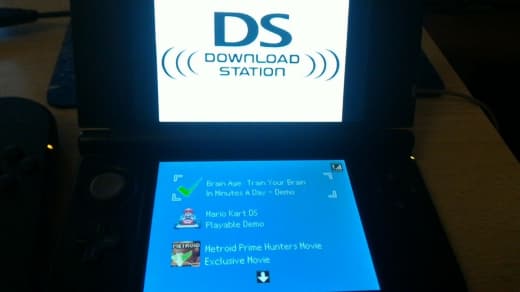 DS
DOWNLOAD
STATION
Brain Age: Train Your Brain
In Minutes A Day - Demo
Mario Kart DS
Playable Demo
METROID
Metroid Prime Hunters Movie
Exclusive Movie